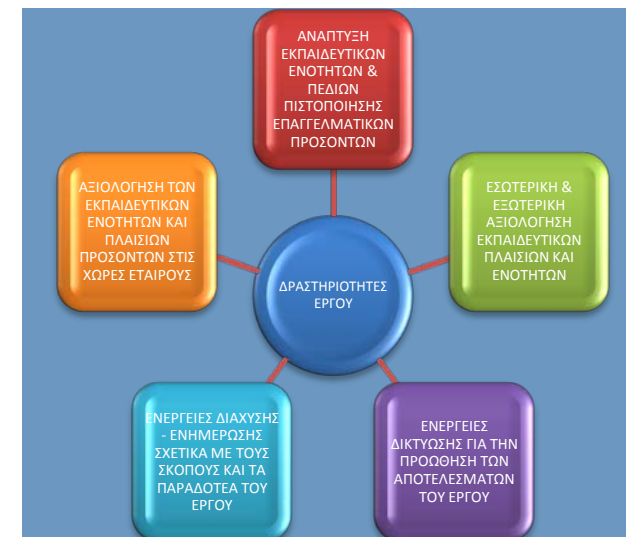 ΑΝΑΠΤΥΞΗ
ΕΚΠΑΙΔΕΥΤΙΚΩΝ
ΕΝΟΤΗΤΩΝ &
ΠΕΔΙΩΝ
ΠΙΣΤΟΠΟΙΗΣΗΣ
ΕΠΑΓΓΕΛΜΑΤΙΚΩΝ
ΠΡΟΣΟΝΤΩΝ
ΑΞΙΟΛΟΓΗΣΗ ΤΩΝ
ΕΚΠΑΙΔΕΥΤΙΚΩΝ
ΕΝΟΤΗΤΩΝ ΚΑΙ
ΠΛΑΙΣΙΩΝ
ΠΡΟΣΟΝΤΩΝ ΣΤΙΣ
ΧΩΡΕΣ ΕΤΑΙΡΟΥΣ
ΕΣΩΤΕΡΙΚΗ &
ΕΞΩΤΕΡΙΚΗ
ΑΞΙΟΛΟΓΗΣΗ
ΕΚΠΑΙΔΕΥΤΙΚΩΝ
ΠΛΑΙΣΙΩΝ ΚΑΙ
ΕΝΟΤΗΤΩΝ
ΔΡΑΣΤΗΡΙΟΤΗΤΕΣ
ΕΡΓΟΥ
ΕΝΕΡΓΕΙΕΣ ΔΙΑΧΥΣΗΣ
- ΕΝΗΜΕΡΩΣΗΣ
ΣΧΕΤΙΚΑ ΜΕ ΤΟΥΣ
ΣΚΟΠΟΥΣ ΚΑΙ ΤΑ
ΠΑΡΑΔΟΤΕΑ ΤΟΥ
ΕΡΓΟΥ
ΕΝΕΡΓΕΙΕΣ
ΔΙΚΤΥΩΣΗΣ ΓΙΑ ΤΗΝ
ΠΡΟΩΘΗΣΗ ΤΩΝ
ΑΠΟΤΕΛΕΣΜΑΤΩΝ
ΤΟΥ ΕΡΓΟΥ